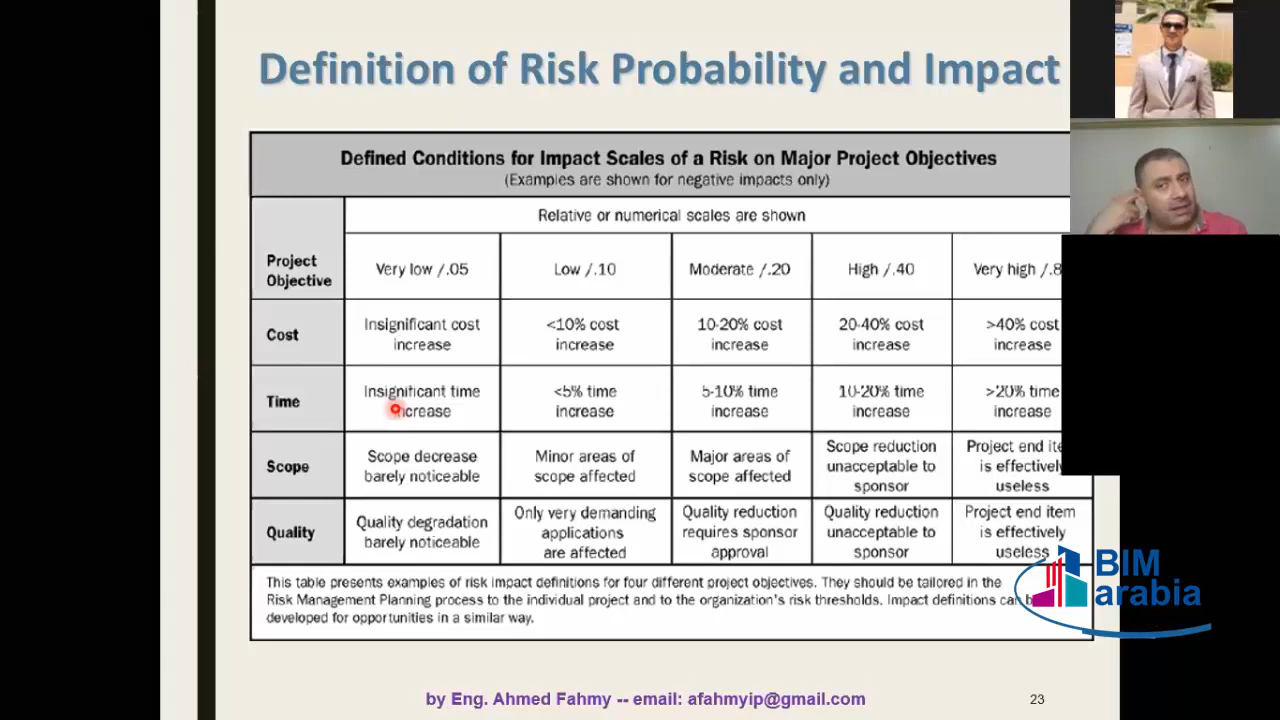 Definition of Risk Probability and Impact
Defined Conditions for Impact Scales of a Risk on Major Project Objectives
(Examples are shown for negative impacts only)
Relative or numerical scales are shown
Project
Objective
Very low /.05
Low /.10
Moderate /.20
High /.40
Very high /.8
Cost
Insignificant cost
increase
<10% cost
increase
10-20% cost
increase
20-40% cost
increase
>40% cost
increase
Time
Insignificant time
increase
<5% time
increase
5-10% time
increase
10-20% time
increase
>20% time
increase
Scope
Scope decrease
barely noticeable
Minor areas of
scope affected
Major areas of
scope affected
Scope reduction
unacceptable to
sponsor
Project end
is effectively
useless
Quality
Quality degradation
barely noticeable
Only very demanding
applications
are affected
Quality reduction
requires sponsor
approval
Quality reduction
unacceptable to
sponsor
Project end item
is effectively
useless
This table presents examples of risk impact definitions for four different project objectives. They should be tailored in the
Risk Management Planning process to the individual project and to the organization's risk thresholds. Impact definitions can
developed for opportunities in a similar way.
BIM
arabia
by Eng. Ahmed Fahmy -- email: afahmyip@gmail.com
23